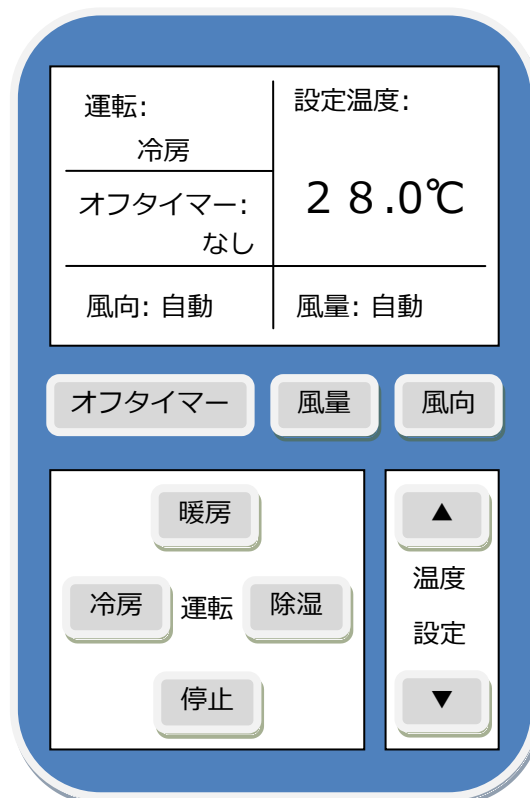 運転:
冷房
設定温度:
２８.0℃
オフタイマー:
なし
風向: 自動
風量: 自動
オフタイマー
風量
風向
暖房
冷房
運転
除湿
停止
▲
温度
設定
▼